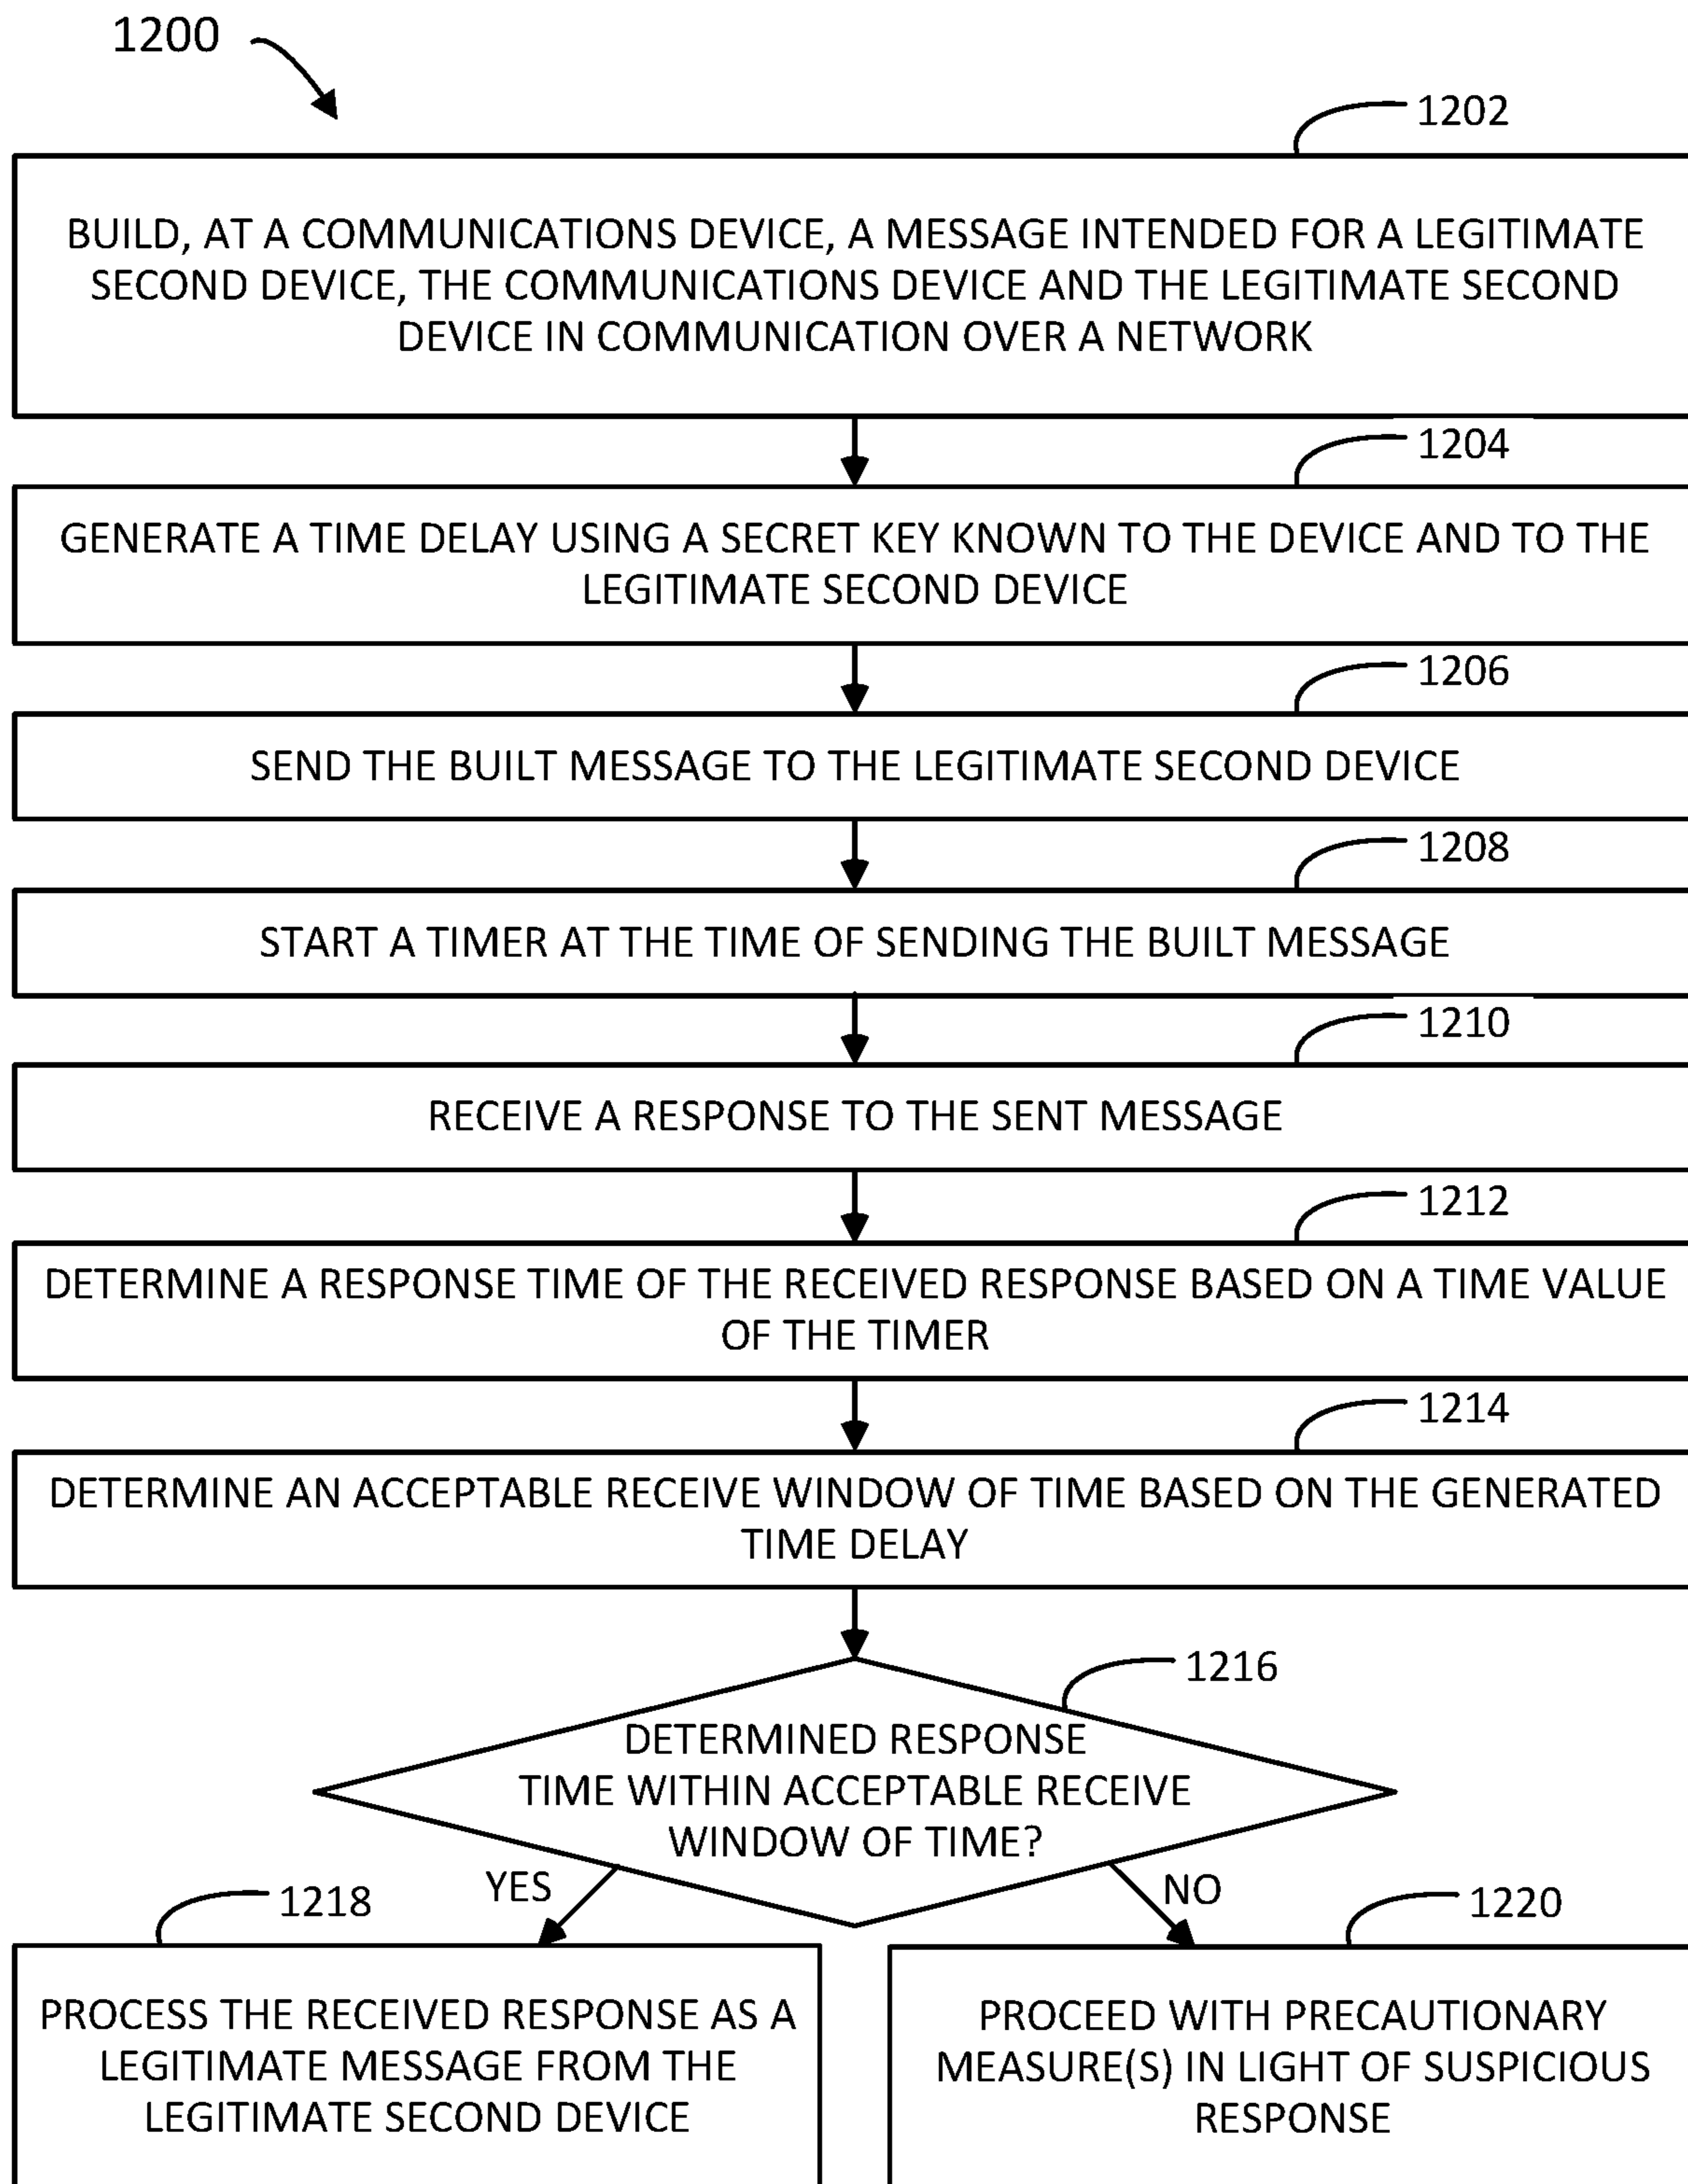 1200
1202
BUILD, AT A COMMUNICATIONS DEVICE, A MESSAGE INTENDED FOR A LEGITIMATE
SECOND DEVICE, THE COMMUNICATIONS DEVICE AND THE LEGITIMATE SECOND
DEVICE IN COMMUNICATION OVER A NETWORK
1204
GENERATE A TIME DELAY USING A SECRET KEY KNOWN TO THE DEVICE AND TO THE
LEGITIMATE SECOND DEVICE
1206
SEND THE BUILT MESSAGE TO THE LEGITIMATE SECOND DEVICE
1208
START A TIMER AT THE TIME OF SENDING THE BUILT MESSAGE
1210
RECEIVE A RESPONSE TO THE SENT MESSAGE
1212
DETERMINE A RESPONSE TIME OF THE RECEIVED RESPONSE BASED ON A TIME VALUE
OF THE TIMER
1214
DETERMINE AN ACCEPTABLE RECEIVE WINDOW OF TIME BASED ON THE GENERATED
TIME DELAY
1216
DETERMINED RESPONSE
TIME WITHIN ACCEPTABLE RECEIVE
WINDOW OF TIME?
YES
NO
1218
PROCESS THE RECEIVED RESPONSE AS A
LEGITIMATE MESSAGE FROM THE
LEGITIMATE SECOND DEVICE
1220
PROCEED WITH PRECAUTIONARY
MEASURE(S) IN LIGHT OF SUSPICIOUS
RESPONSE